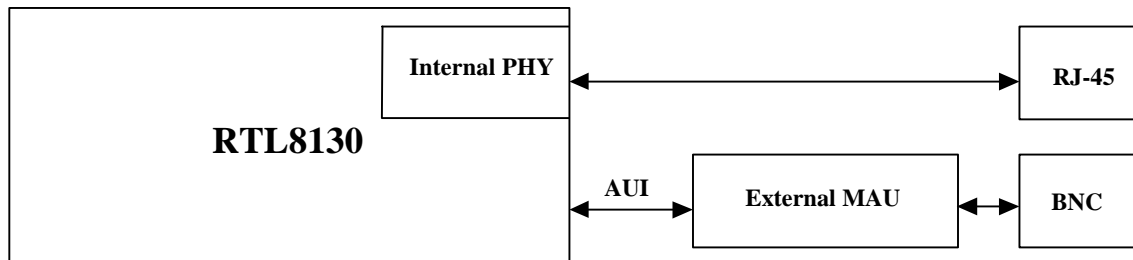 Internal PHY
RJ-45
RTL8130
AUI
External MAU
BNC